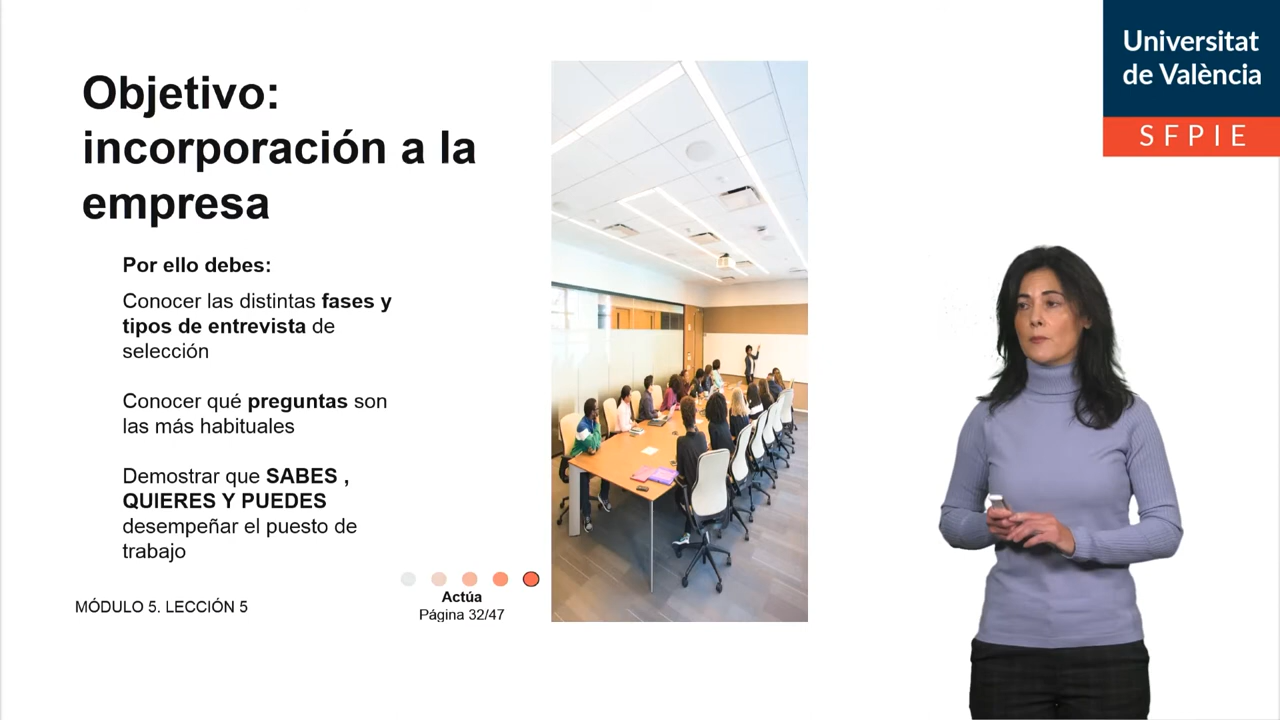 Objetivo:
incorporación a la
empresa
Por ello debes:
Conocer las distintas fases y
tipos de entrevista de
selección
Conocer qué preguntas son
las más habituales
Demostrar que SABES ,
QUIERES Y PUEDES
desempeñar el puesto de
trabajo
MÓDULO 5. LECCIÓN 5
Actúa
Página 32/47
Universitat
de València
SFPIE